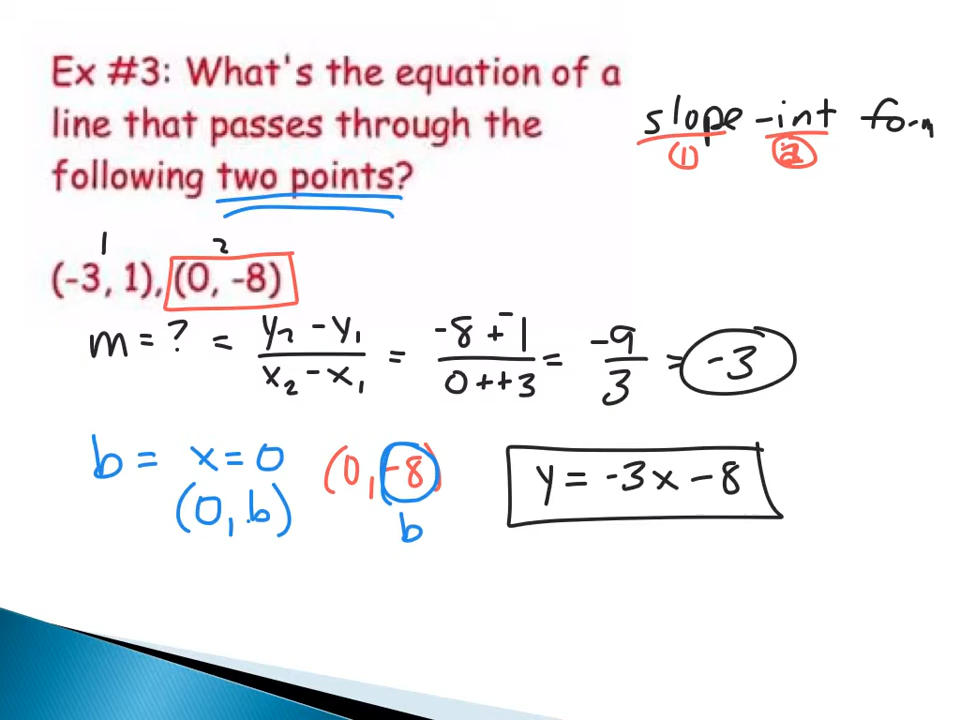 Ex #3: What's the equation of a
line that passes through the
following two points?
slope -int form
1 2
1 2
(-3, 1), (0, -8)
m = ? = y2 - y1 / x2 - x1 = -8 + -1 / 0 + +3 = -9 / 3 = -3
b = x = 0 (0, -8)
(0, b) b
y = -3x - 8